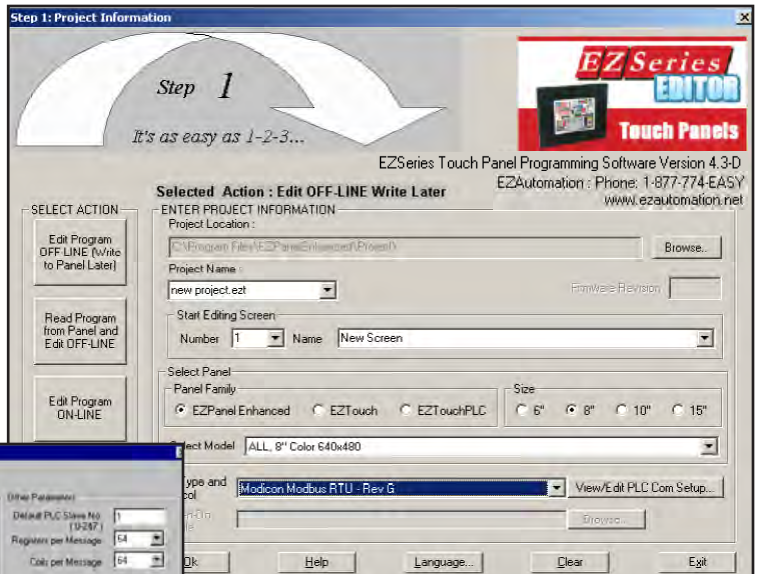 Step 1: Project Information
Step 1
It's as easy as 1-2-3...
EZSeries
EDITOR
Touch Panels
EZSeries Touch Panel Programming Software Version 4.3-D
EZAutomation : Phone: 1-877-774-EASY
www.ezautomation.net
Selected Action : Edit OFF-LINE Write Later
SELECT ACTION
Edit Program
OFF-LINE (Write
to Panel Later)
Read Program
from Panel and
Edit OFF-LINE
Edit Program
ON-LINE
ENTER PROJECT INFORMATION
Project Location :
C:\Program Files\EZPanelEnhanced\Project\
Browse..
Project Name
new project.ezt
Firmware Revision
Start Editing Screen
Number 1 Name New Screen
Select Panel
Panel Family
EZPanel Enhanced EZTouch EZTouchPLC
Size
6" 8" 10" 15"
ect Model ALL, 8" Color 640x480
ype and
col
Modicon Modbus RTU - Rev G
View/Edit PLC Com Setup...
Browse...
Ok Help Language... Clear Exit
Other Parameters
Default PLC Slave No. 1
(0-247)
Registers per Message 64
Coils per Message 64